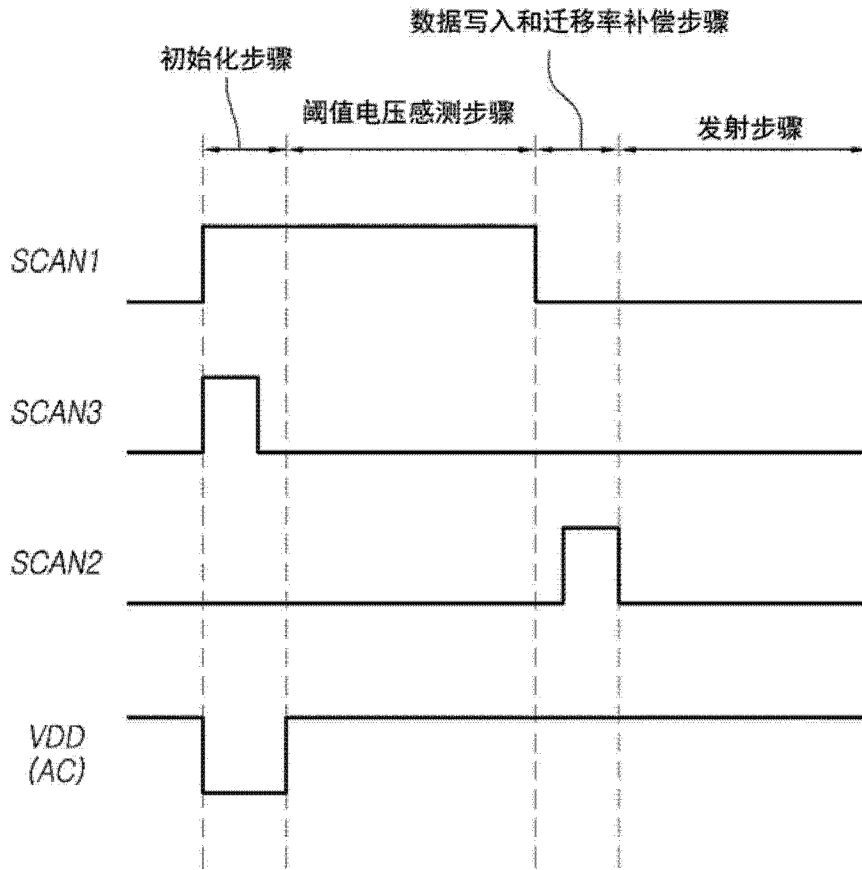 数据写入和迁移率补偿步骤
初始化步骤
阈值电压感测步骤
发射步骤
SCAN1
SCAN3
SCAN2
VDD
(AC)